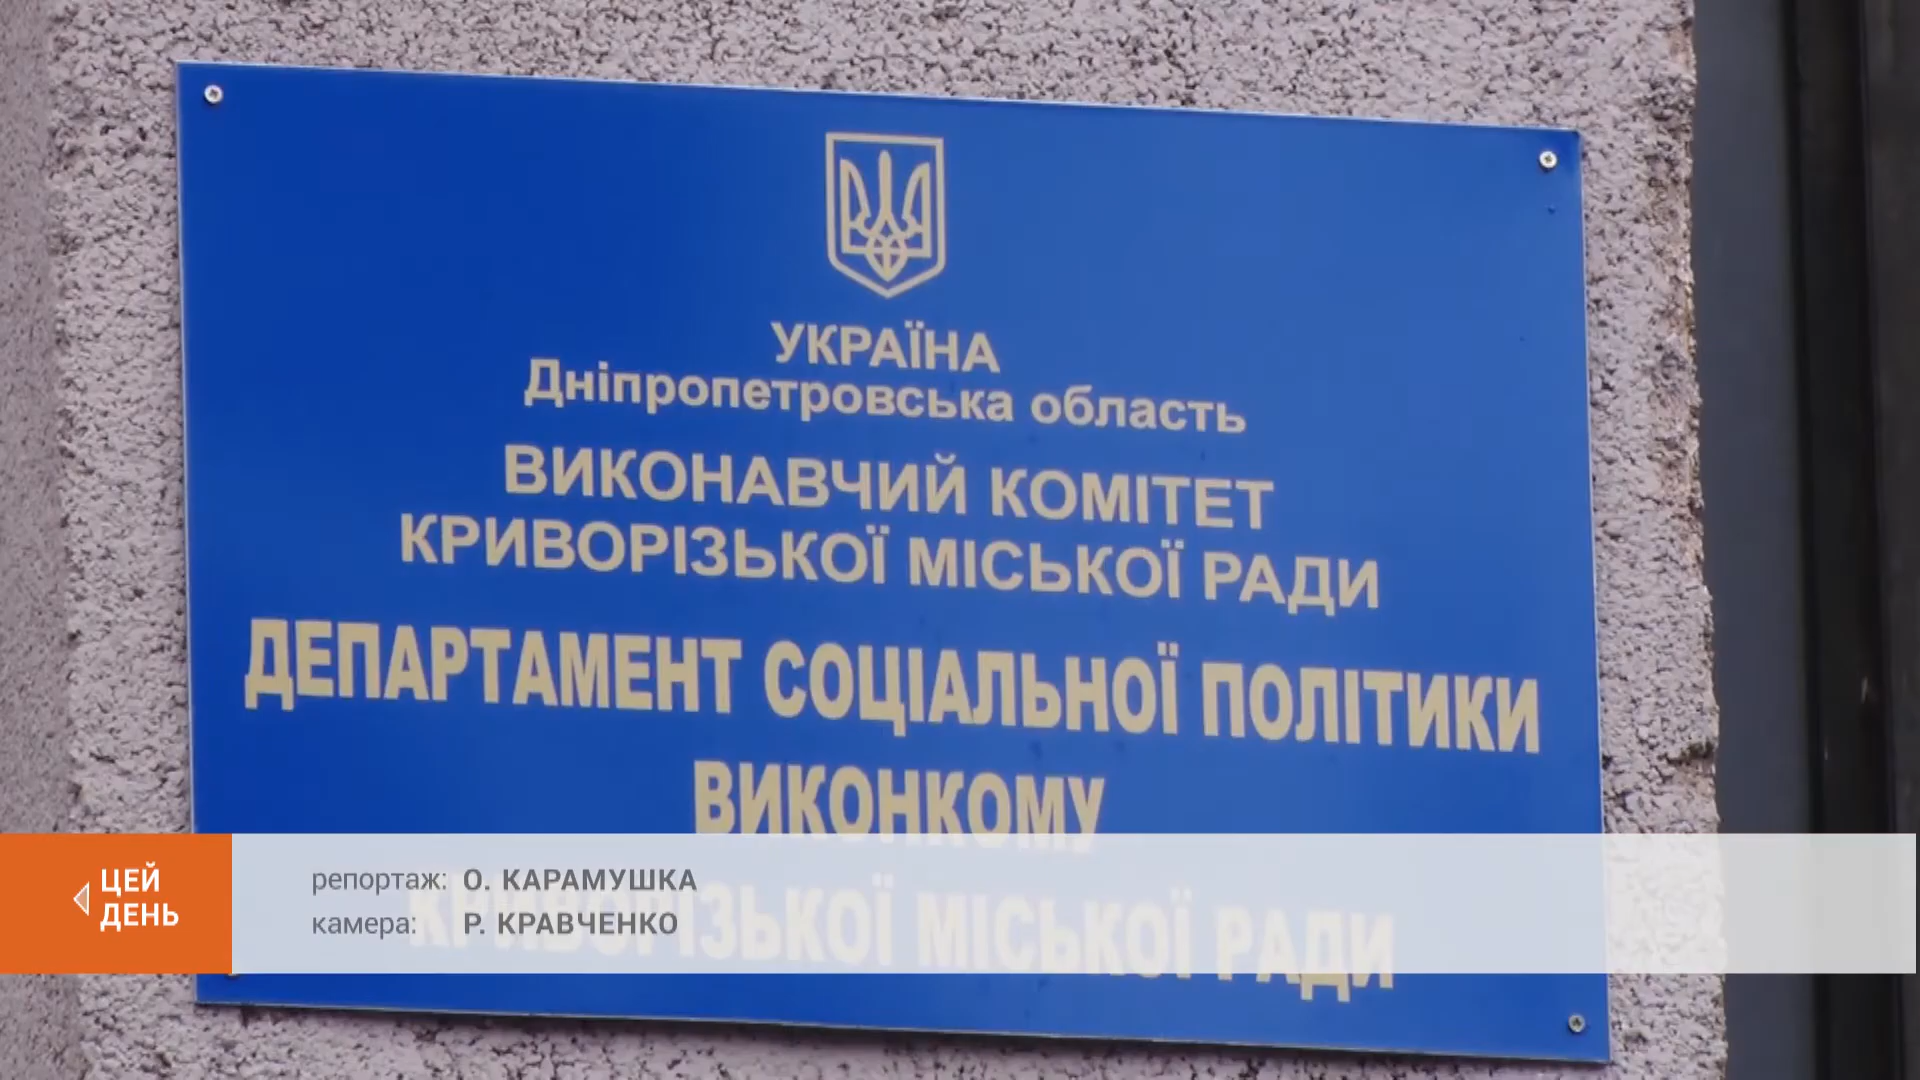 УКРАЇНА
Дніпропетровська область
ВИКОНАВЧИЙ КОМІТЕТ
КРИВОРІЗЬКОЇ МІСЬКОЇ РАДИ
ДЕПАРТАМЕНТ СОЦІАЛЬНОЇ ПОЛІТИКИ
ВИКОНКОМУ
КРИВОРІЗЬКОЇ МІСЬКОЇ РАДИ
ЦЕЙ
ДЕНЬ
репортаж: О. КАРАМУШКА
камера: Р. КРАВЧЕНКО